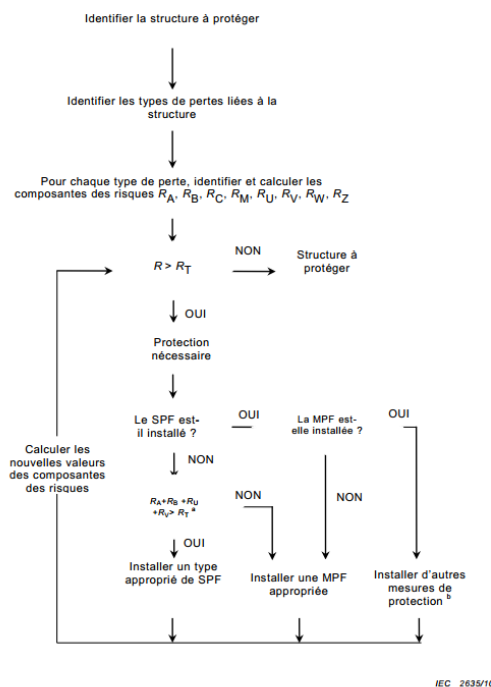 Identifier la structure à protéger
Identifier les types de pertes liées à la
structure
Pour chaque type de perte, identifier et calculer les
composantes des risques RA, RB, RC, RM, RU, RV, RW, RZ
R > RT
NON
Structure à
protéger
OUI
Protection
nécessaire
Le SPF est-
il installé ?
OUI
La MPF est-
elle installée ?
OUI
Calculer les
nouvelles valeurs
des composantes
des risques
NON
RA+RB +RU
+RV> RT a
NON
NON
OUI
Installer un type
approprié de SPF
Installer une MPF
appropriée
Installer d'autres
mesures de
protection b
IEC 2635/10